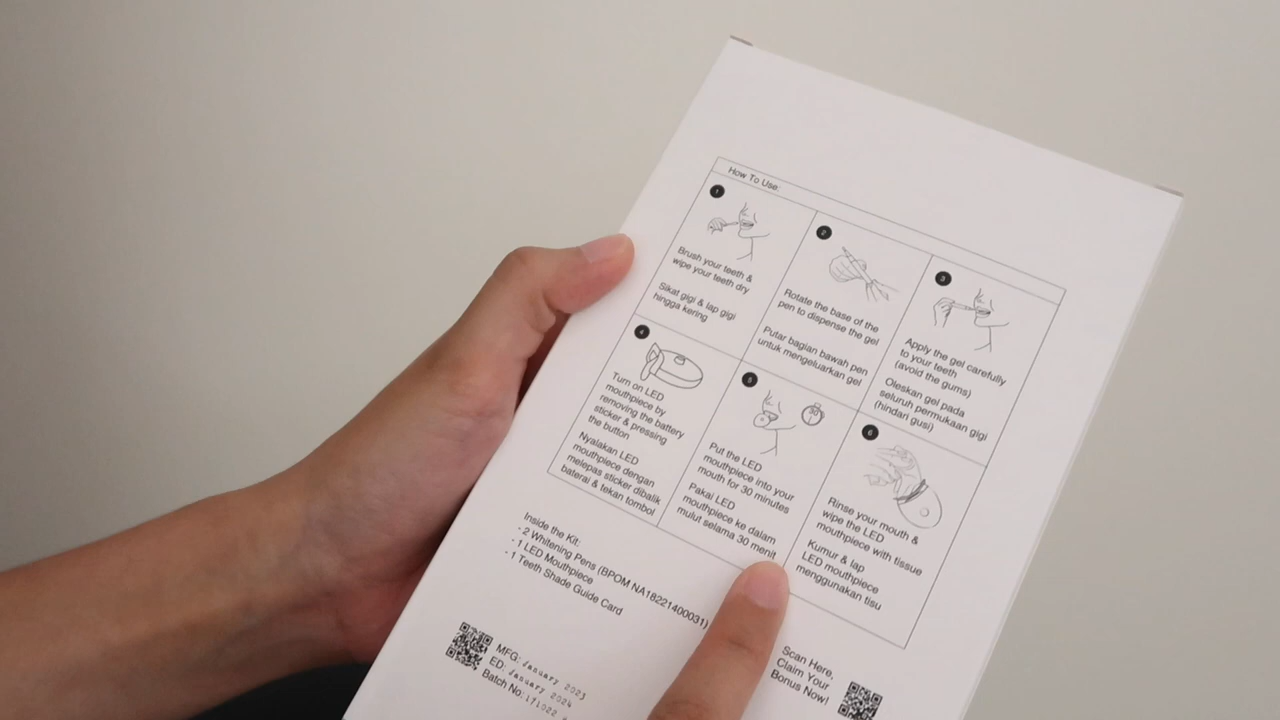 How To Use:
1
Brush your teeth &
wipe your teeth dry
Sikat gigi & lap gigi
hingga kering
2
Rotate the base of the
pen to dispense the gel
Putar bagian bawah pen
untuk mengeluarkan gel
3
Apply the gel carefully
to your teeth
(avoid the gums)
Oleskan gel pada
seluruh permukaan gigi
(hindari gusi)
4
Turn on LED
mouthpiece by
removing the battery
sticker & pressing
the button
Nyalakan LED
mouthpiece dengan
melepas sticker dibalik
baterai & tekan tombol
5
30
Put the LED
mouthpiece into your
mouth for 30 minutes
Pakai LED
mouthpiece ke dalam
mulut selama 30 menit
6
Rinse your mouth &
wipe the LED
mouthpiece with tissue
Kumur & lap
LED mouthpiece
menggunakan tisu
Inside the Kit:
- 2 Whitening Pens (BPOM NA18221400031)
- 1 LED Mouthpiece
- 1 Teeth Shade Guide Card
MFG: January 2023
ED: January 2024
Batch No:
Scan Here,
Claim Your
Bonus Now!